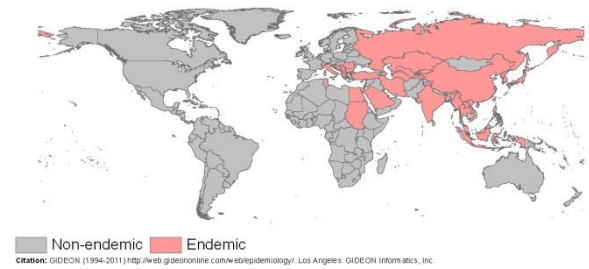 Non-endemic Endemic
Citation: GIDEON (1994-2011) http://web.gideononline.com/web/epidemiology/. Los Angeles: GIDEON Informatics, Inc.